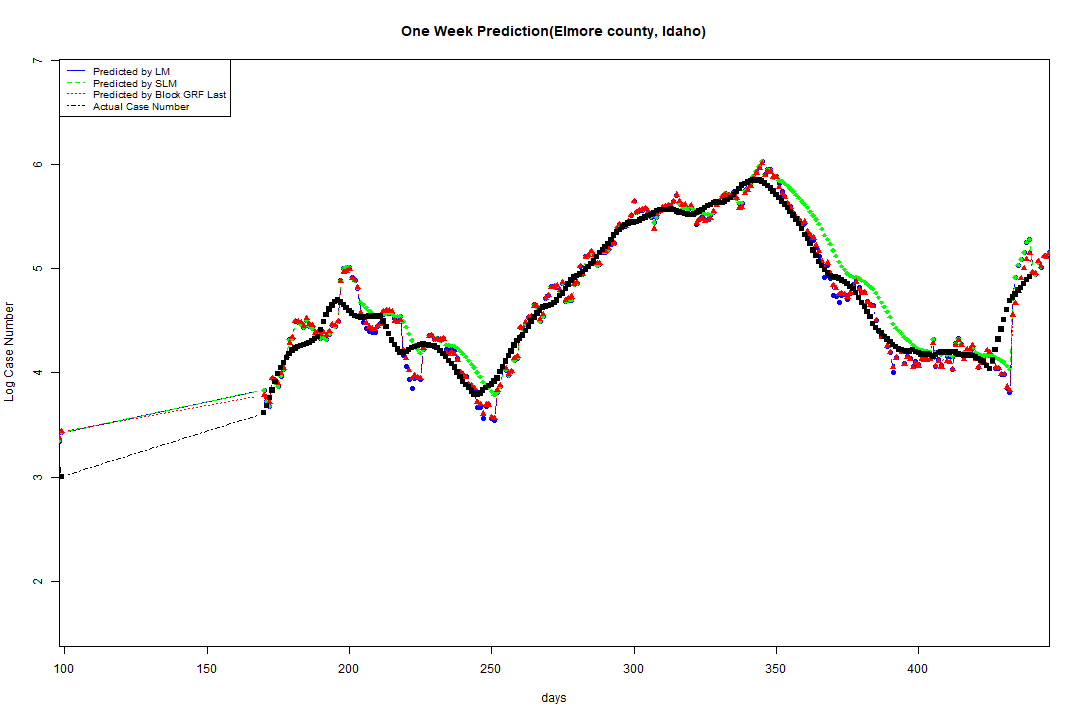 One Week Prediction(Elmore county, Idaho)
Predicted by LM
Predicted by SLM
Predicted by Block GRF Last
Actual Case Number
7
6
5
4
3
2
Log Case Number
100 150 200 250 300 350 400
days